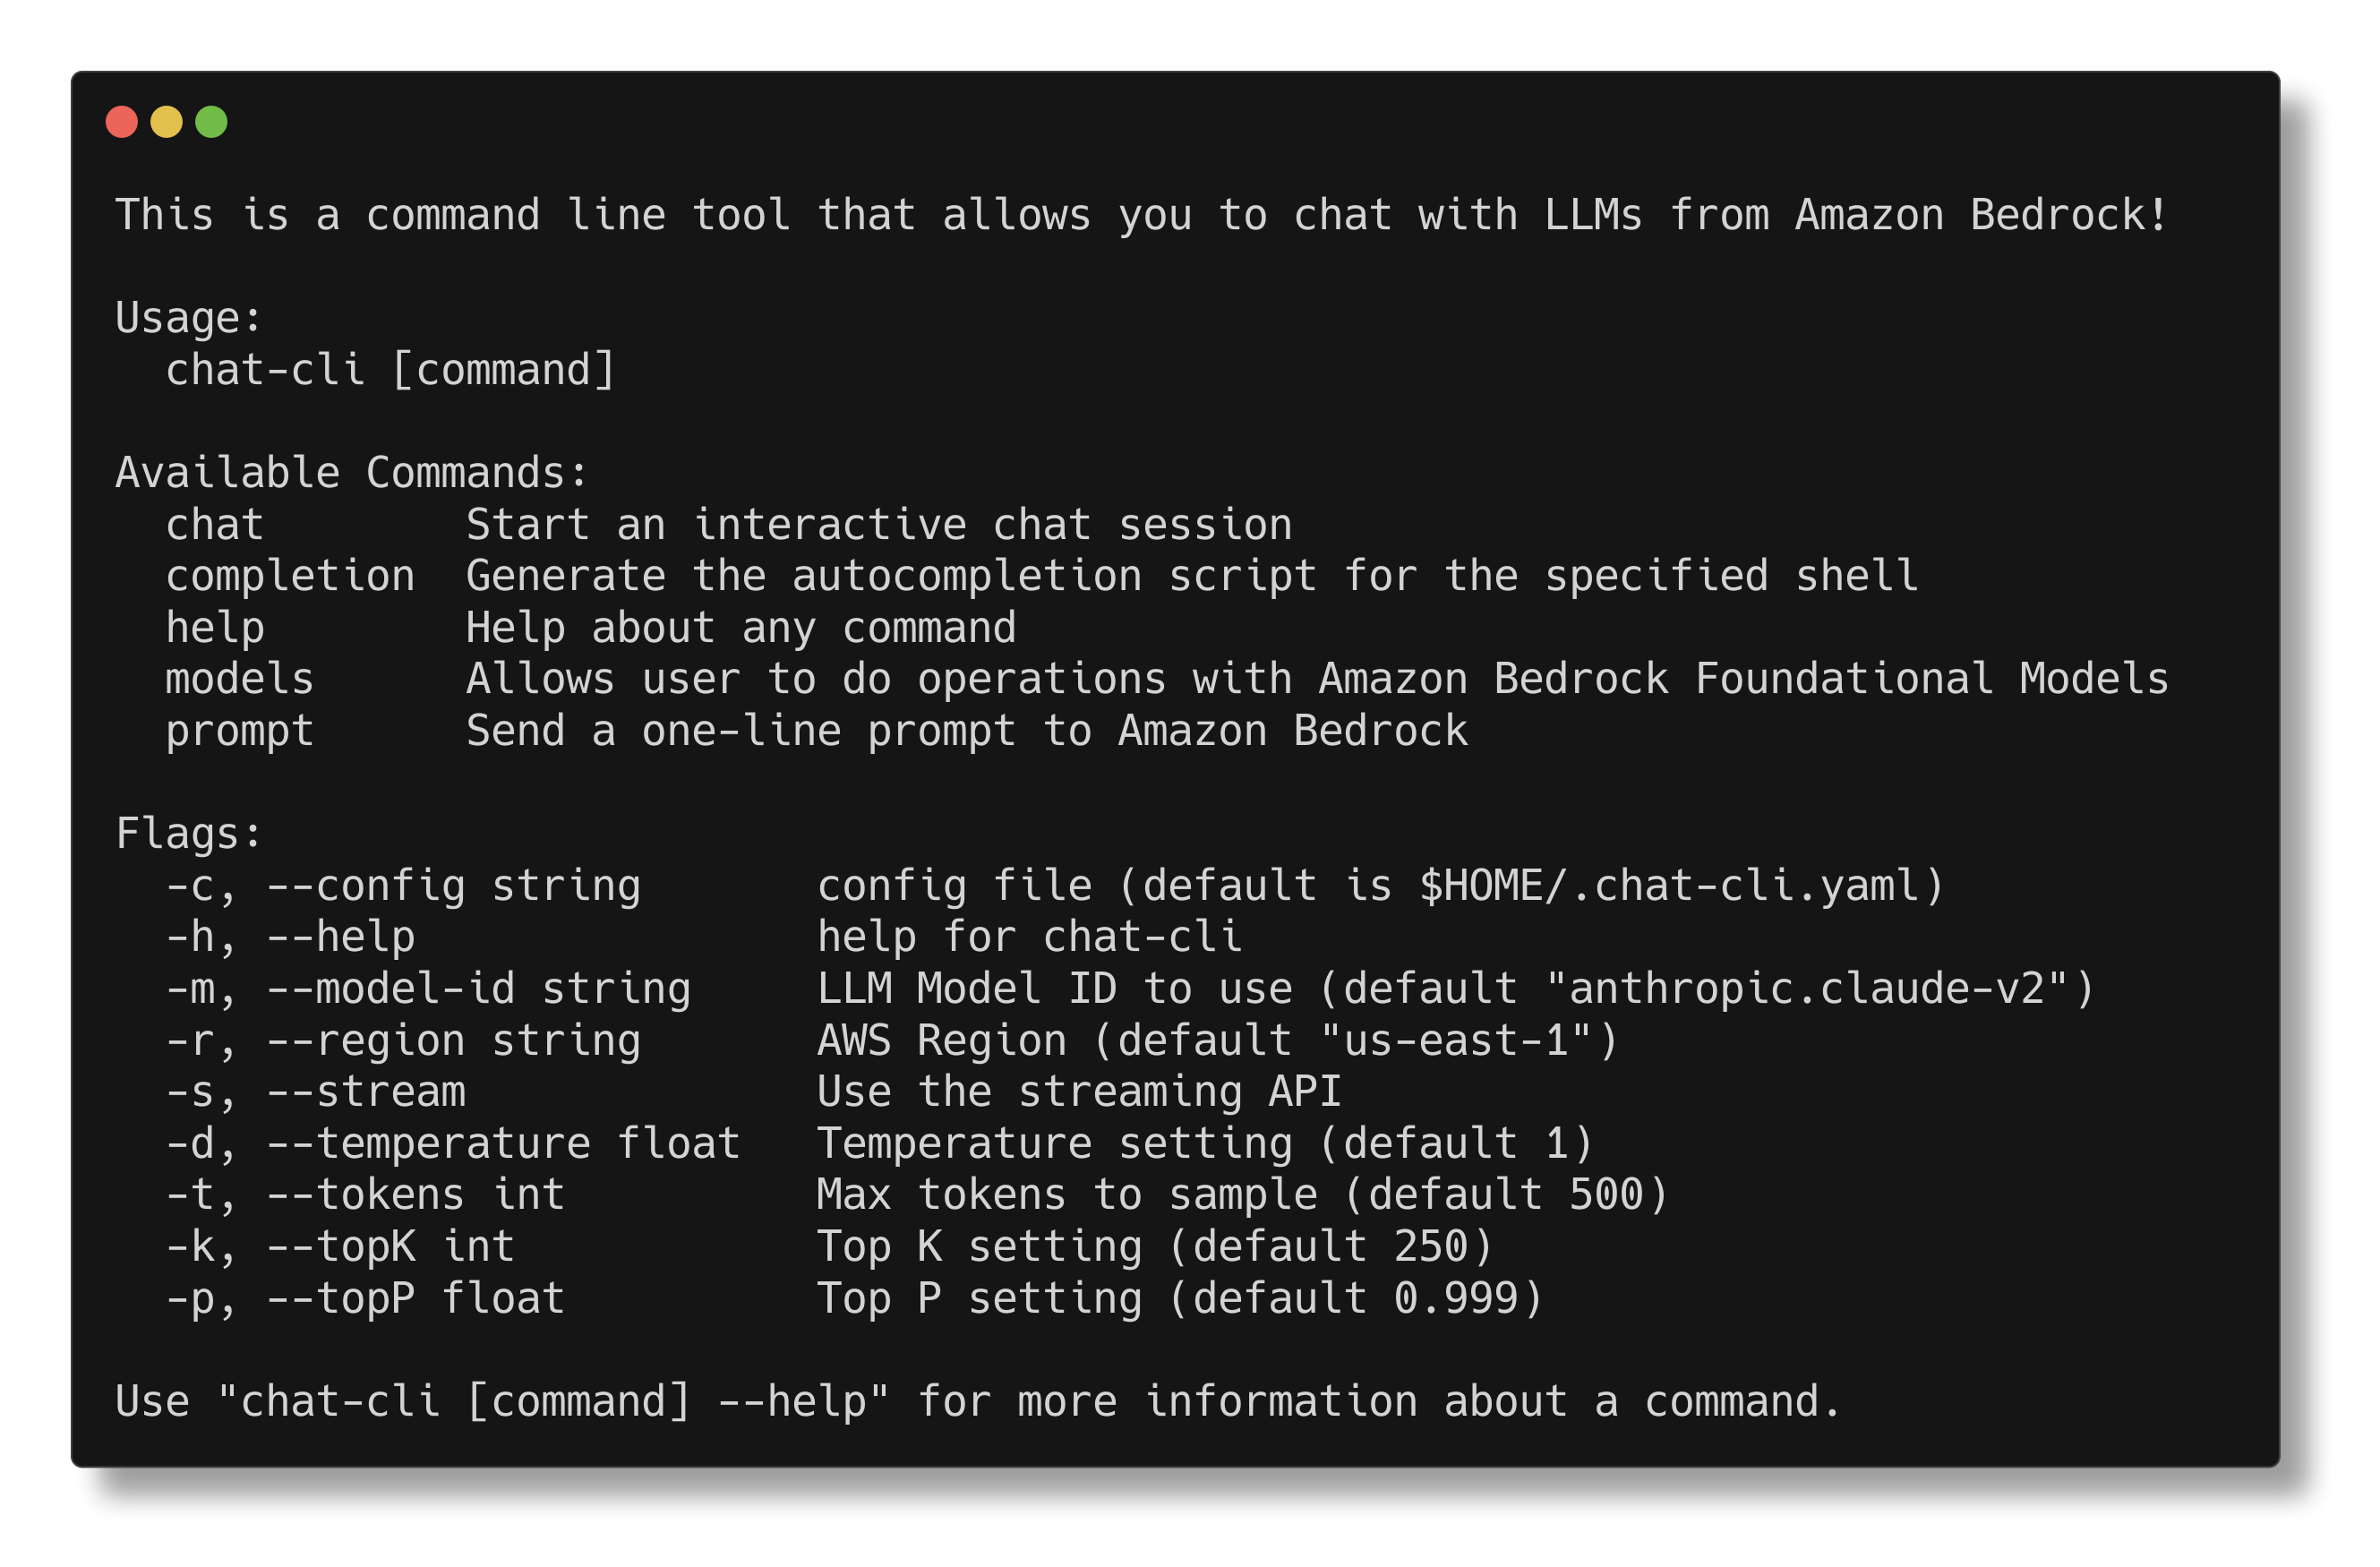 This is a command line tool that allows you to chat with LLMs from Amazon Bedrock!

Usage:
  chat-cli [command]

Available Commands:
  chat        Start an interactive chat session
  completion  Generate the autocompletion script for the specified shell
  help        Help about any command
  models      Allows user to do operations with Amazon Bedrock Foundational Models
  prompt      Send a one-line prompt to Amazon Bedrock

Flags:
  -c, --config string       config file (default is $HOME/.chat-cli.yaml)
  -h, --help                help for chat-cli
  -m, --model-id string     LLM Model ID to use (default "anthropic.claude-v2")
  -r, --region string       AWS Region (default "us-east-1")
  -s, --stream              Use the streaming API
  -d, --temperature float   Temperature setting (default 1)
  -t, --tokens int          Max tokens to sample (default 500)
  -k, --topK int            Top K setting (default 250)
  -p, --topP float          Top P setting (default 0.999)

Use "chat-cli [command] --help" for more information about a command.